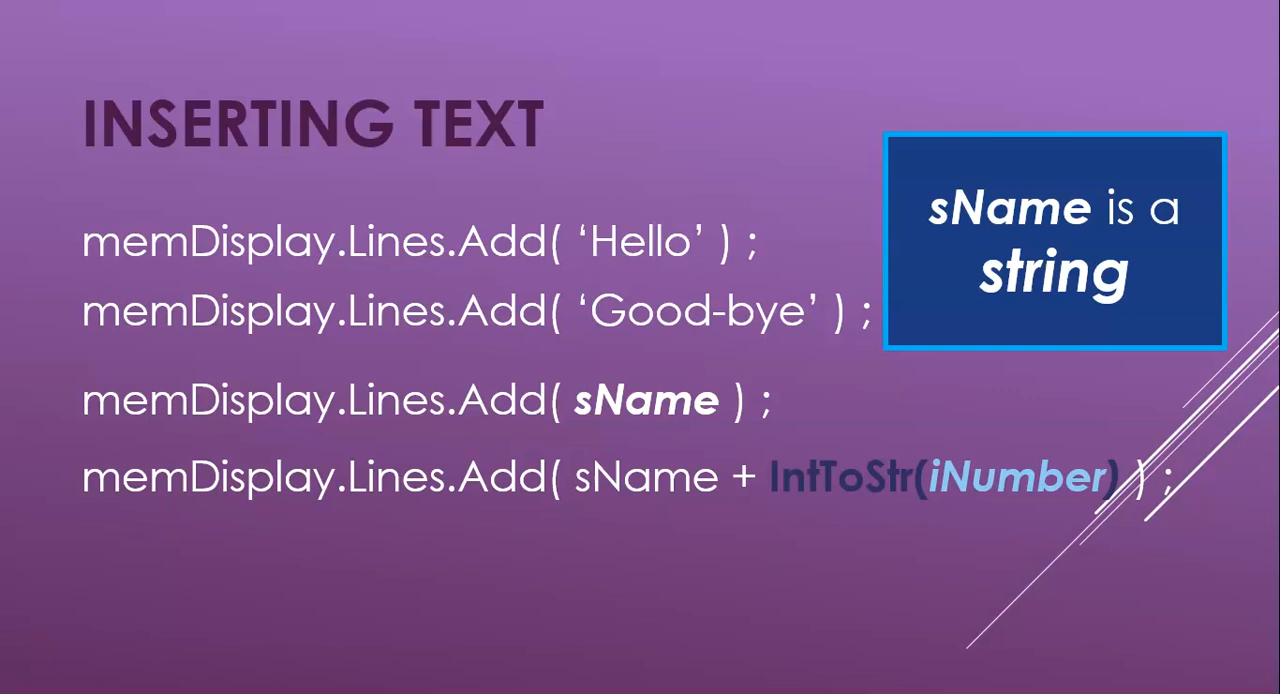 INSERTING TEXT
memDisplay.Lines.Add( ‘Hello’ ) ;
memDisplay.Lines.Add( ‘Good-bye’ ) ;
memDisplay.Lines.Add( sName ) ;
memDisplay.Lines.Add( sName + IntToStr(iNumber) ) ;
sName is a
string